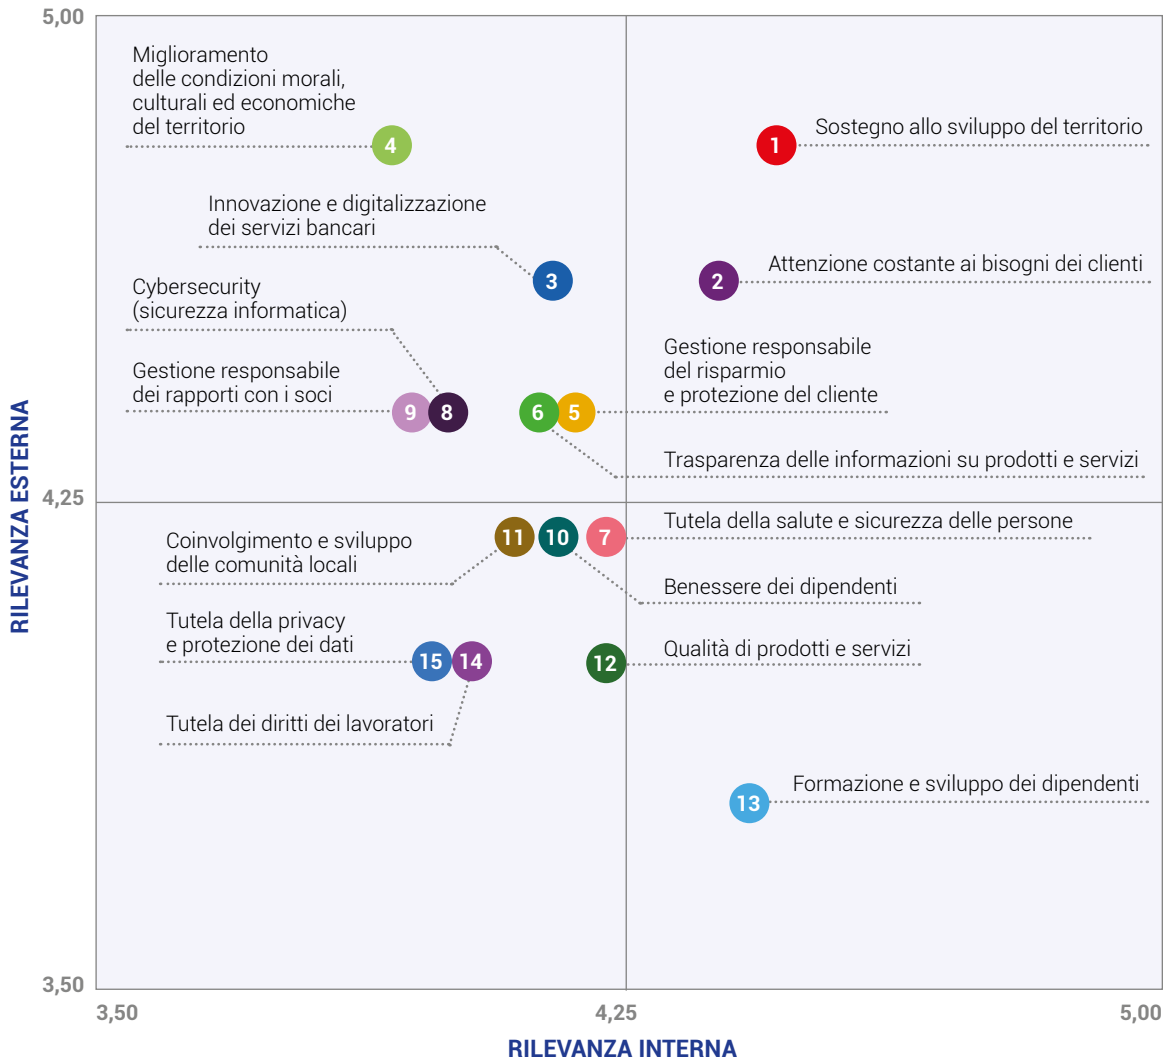 5,00
Miglioramento
delle condizioni morali,
culturali ed economiche
del territorio
4
1
Sostegno allo sviluppo del territorio
Innovazione e digitalizzazione
dei servizi bancari
3
2
Attenzione costante ai bisogni dei clienti
Cybersecurity
(sicurezza informatica)
Gestione responsabile
dei rapporti con i soci
9
8
6
5
Gestione responsabile
del risparmio
e protezione del cliente
Trasparenza delle informazioni su prodotti e servizi
RILEVANZA ESTERNA
4,25
Coinvolgimento e sviluppo
delle comunità locali
11
10
7
Tutela della salute e sicurezza delle persone
Benessere dei dipendenti
Tutela della privacy
e protezione dei dati
15
14
12
Qualità di prodotti e servizi
Tutela dei diritti dei lavoratori
13
Formazione e sviluppo dei dipendenti
3,50
3,50
4,25
5,00
RILEVANZA INTERNA